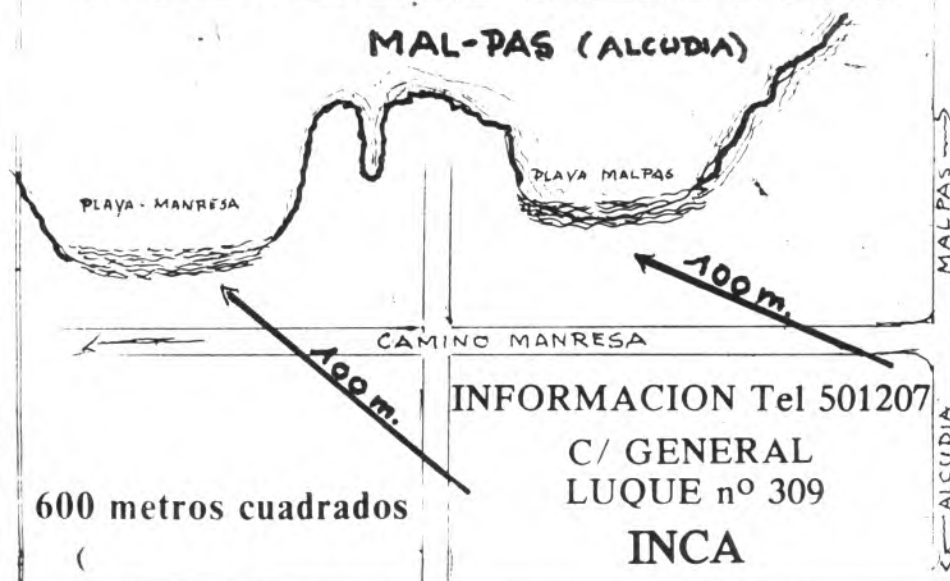 MAL-PAS (ALCUDIA)
PLAYA-MANRESA
PLAYA MALPAS
MALPAS
100 m.
CAMINO MANRESA
100 m.
INFORMACION Tel 501207
C/ GENERAL
LUQUE nº 309
INCA
ALCUDIA
600 metros cuadrados
(